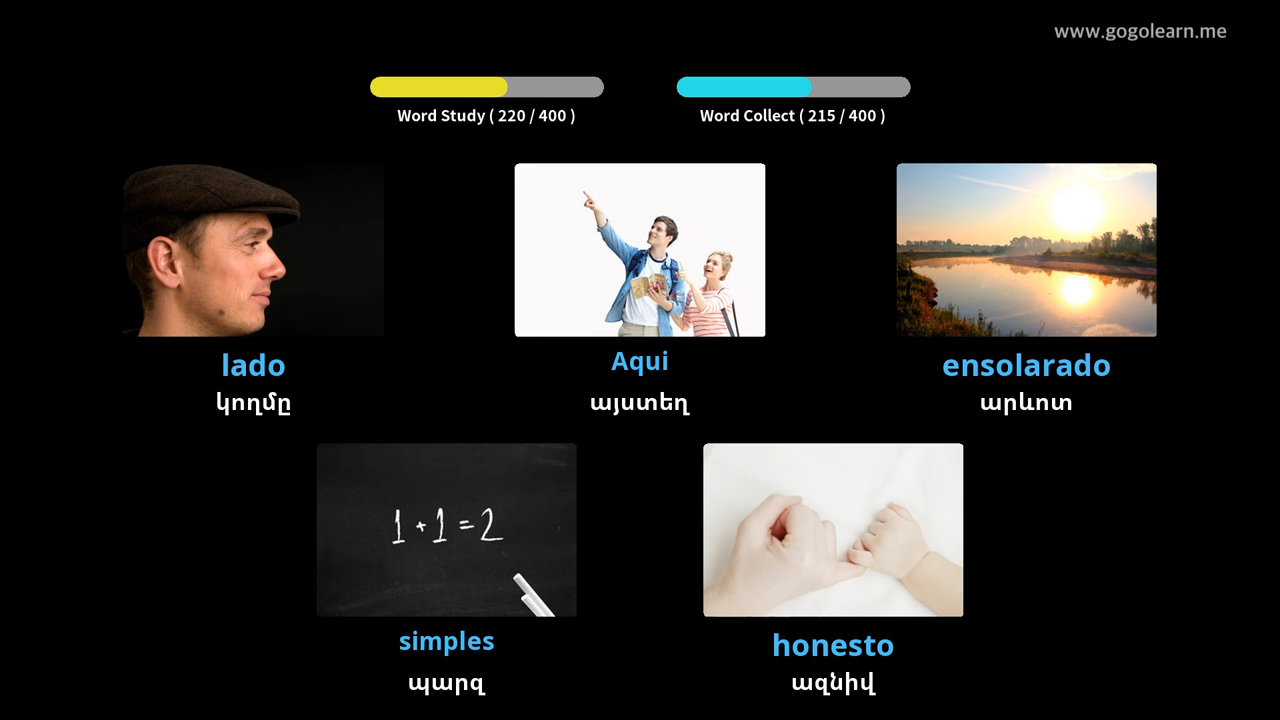 www.gogolearn.me
Word Study ( 220 / 400 )
Word Collect ( 215 / 400 )
lado
կողմը
Aqui
այստեղ
ensolarado
արևոտ
1 + 1 = 2
simples
պարզ
honesto
ազնիվ